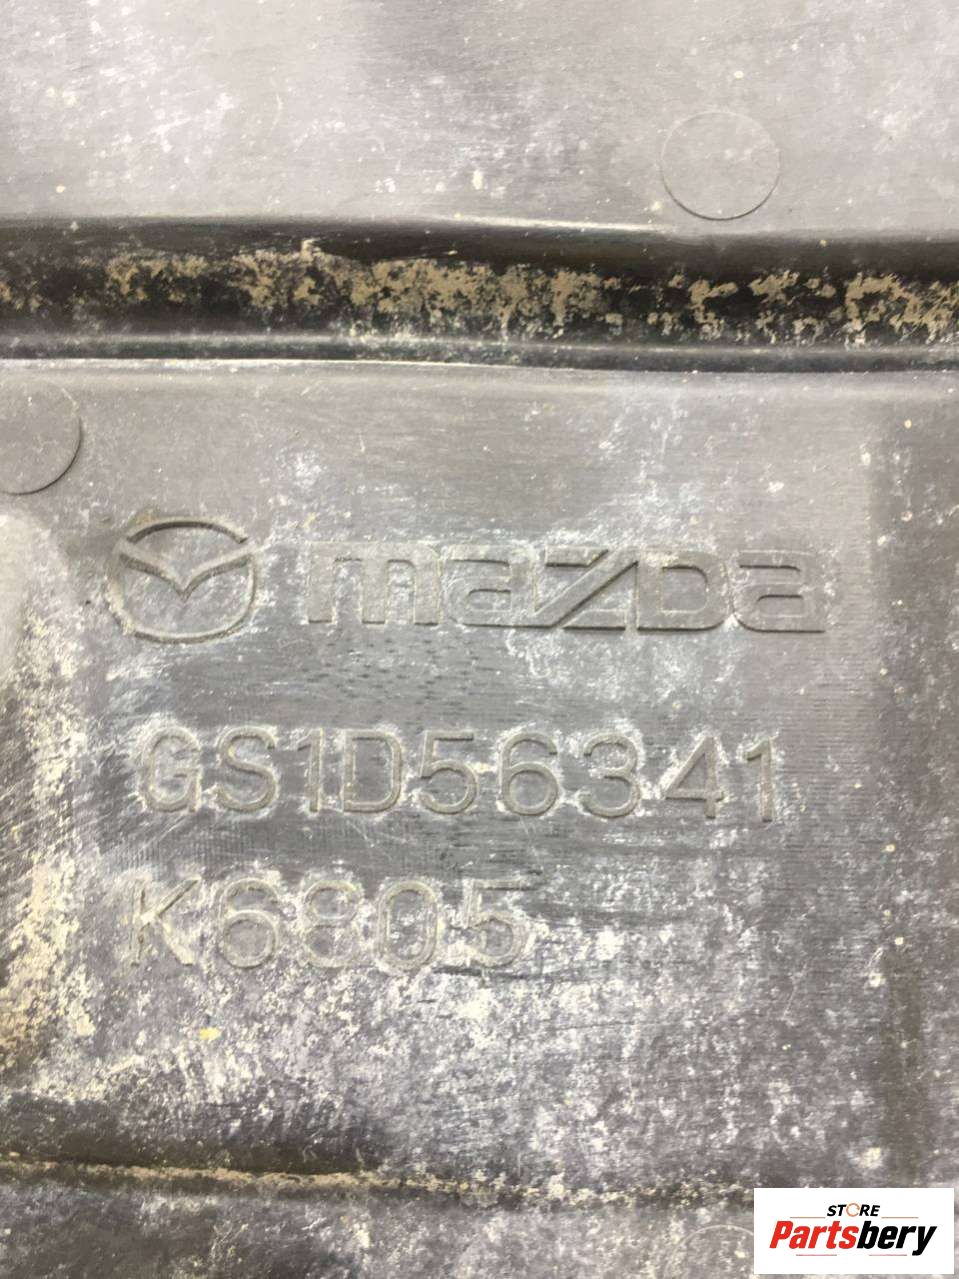 mazda
GS1D56341
K6805
STORE
Partsbery